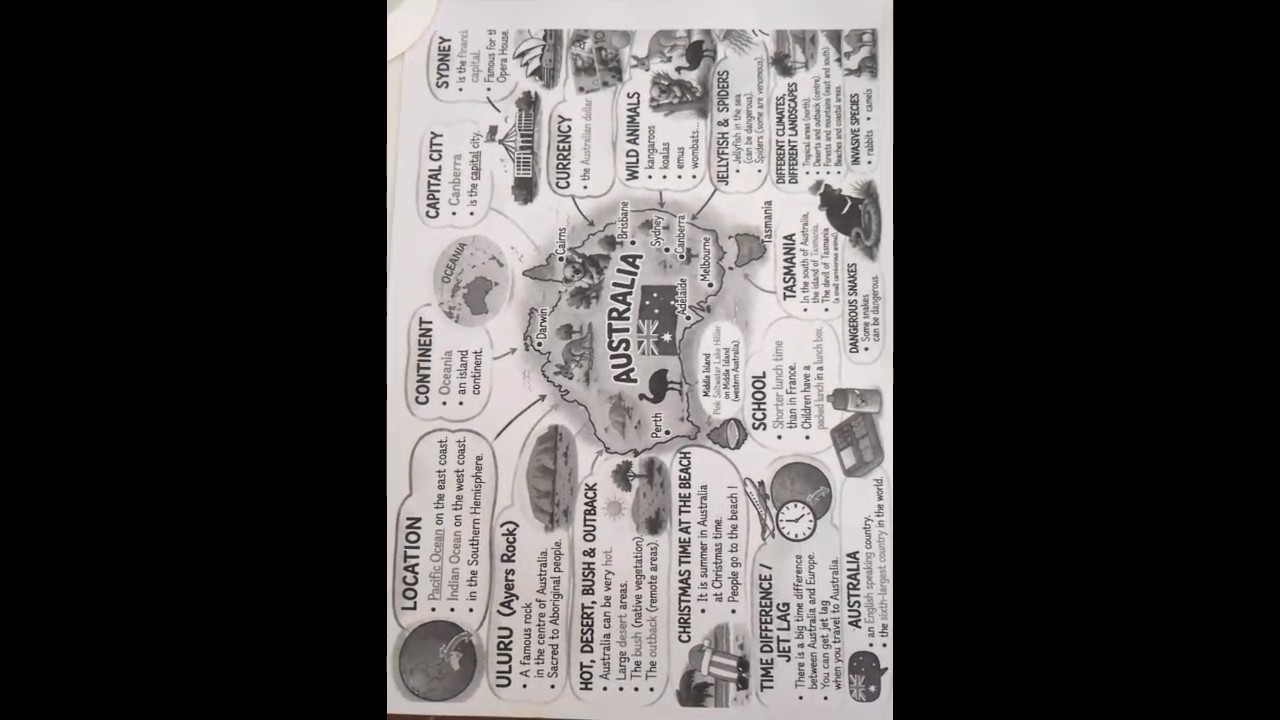 LOCATION
• Pacific Ocean on the east coast.
• Indian Ocean on the west coast.
• in the Southern Hemisphere.
CONTINENT
• Oceania
• an island
continent.
OCEANIA
CAPITAL CITY
• Canberra
• is the capital city.
SYDNEY
• is the financi
capital.
• Famous for t
Opera House.
ULURU (Ayers Rock)
• A famous rock
in the centre of Australia.
• Sacred to Aboriginal people.
CURRENCY
• the Australian dollar
HOT, DESERT, BUSH & OUTBACK
• Australia can be very hot.
• Large desert areas.
• The bush (native vegetation).
• The outback (remote areas).
WILD ANIMALS
• kangaroos
• koalas
• emus
• wombats...
AUSTRALIA
Darwin
Cairns
Brisbane
Sydney
Canberra
Melbourne
Adelaide
Perth
Tasmania
JELLYFISH & SPIDERS
• Jellyfish in the sea
(can be dangerous).
• Spiders (some are venomous).
CHRISTMAS TIME AT THE BEACH
• It is summer in Australia
at Christmas time.
• People go to the beach !
Middle Island
Pink Saltwater Lake Hillier
on Middle Island
(western Australia).
DIFFERENT CLIMATES,
DIFFERENT LANDSCAPES
• Tropical areas (north).
• Deserts and outback (centre).
• Forests and mountains (east and south).
• Beaches and coastal areas.
TIME DIFFERENCE /
JET LAG
• There is a big time difference
between Australia and Europe.
• You can get jet lag
when you travel to Australia.
SCHOOL
• Shorter lunch time
than in France.
• Children have a
packed lunch in a lunch box.
TASMANIA
• In the south of Australia,
the island of Tasmania.
• The devil of Tasmania.
(a small carnivorous animal).
INVASIVE SPECIES
• rabbits • camels
AUSTRALIA
• an English speaking country.
• the sixth-largest country in the world.
DANGEROUS SNAKES
• Some snakes
can be dangerous.